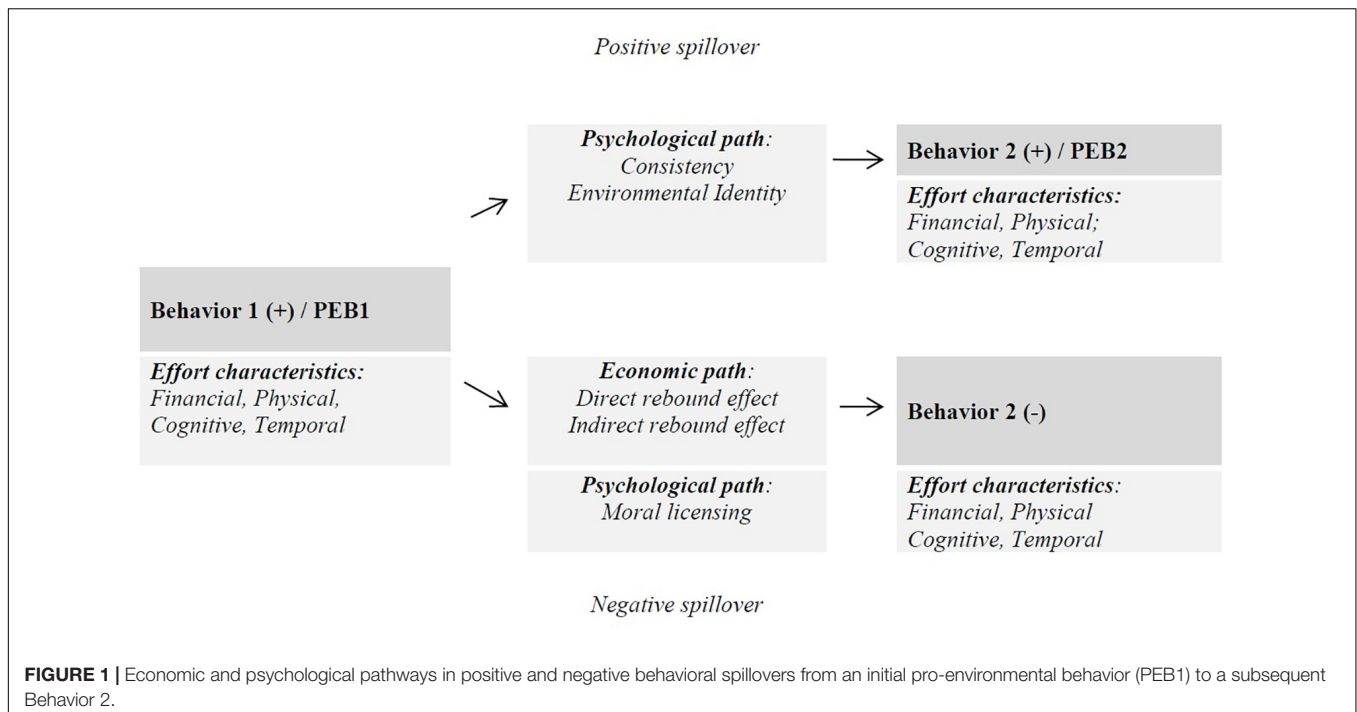 Positive spillover
Psychological path:
Consistency
Environmental Identity
Behavior 2 (+) / PEB2
Effort characteristics:
Financial, Physical;
Cognitive, Temporal
Behavior 1 (+) / PEB1
Effort characteristics:
Financial, Physical,
Cognitive, Temporal
Economic path:
Direct rebound effect
Indirect rebound effect
Psychological path:
Moral licensing
Behavior 2 (-)
Effort characteristics:
Financial, Physical
Cognitive, Temporal
Negative spillover
FIGURE 1 | Economic and psychological pathways in positive and negative behavioral spillovers from an initial pro-environmental behavior (PEB1) to a subsequent
Behavior 2.